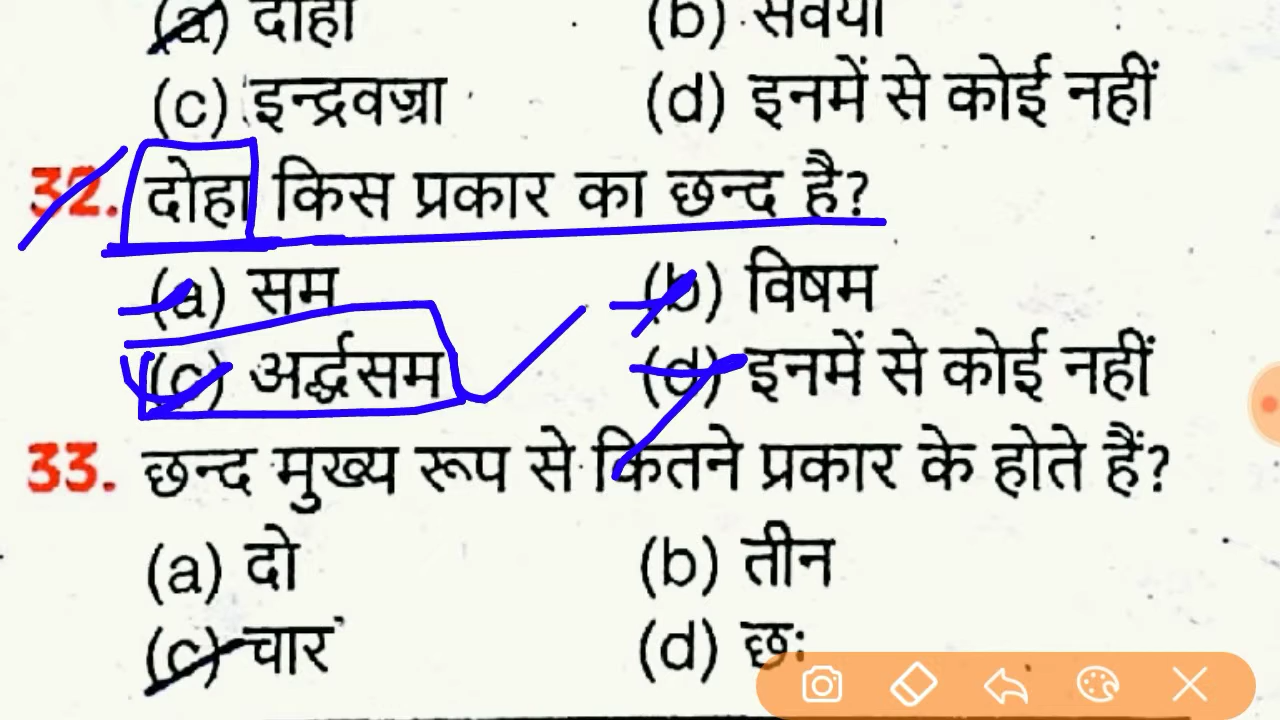 (a) दोहा (b) सवैया
(c) इन्द्रवज्रा (d) इनमें से कोई नहीं
32. दोहा किस प्रकार का छन्द है?
(a) सम (b) विषम
(c) अर्द्धसम (d) इनमें से कोई नहीं
33. छन्द मुख्य रूप से कितने प्रकार के होते हैं?
(a) दो (b) तीन
(c) चार (d) छः